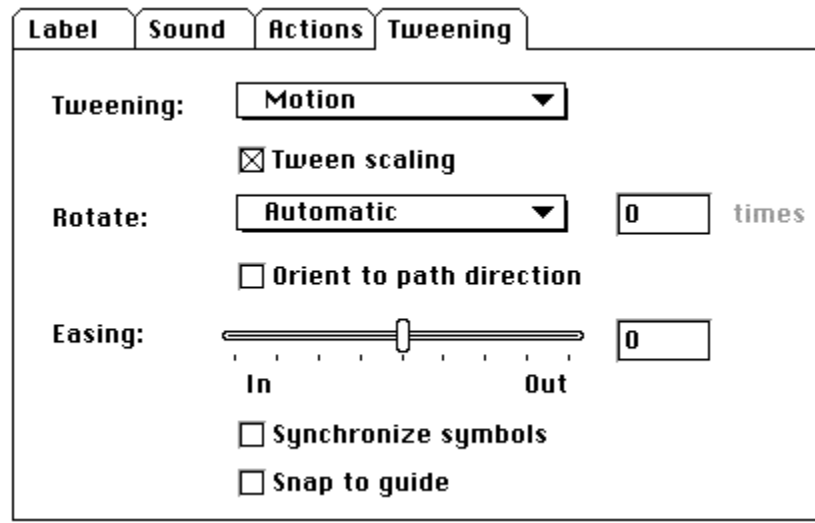 Label Sound Actions Tweening
Tweening: Motion
Tween scaling
Rotate: Automatic 0 times
Orient to path direction
Easing: 0
In Out
Synchronize symbols
Snap to guide